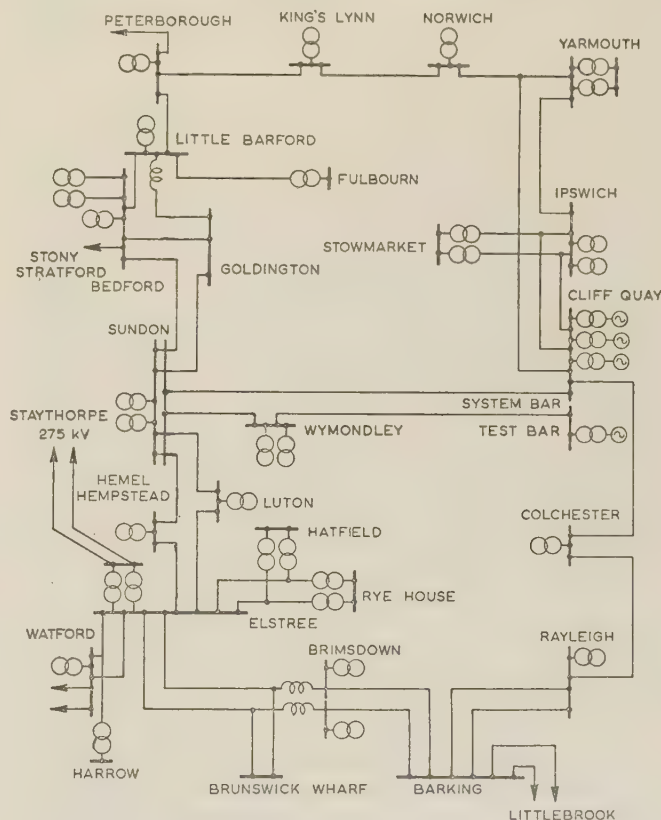 PETERBOROUGH
KING'S LYNN
NORWICH
YARMOUTH
LITTLE BARFORD
FULBOURN
IPSWICH
STOWMARKET
STONY
STRATFORD
BEDFORD
GOLDINGTON
CLIFF QUAY
SUNDON
SYSTEM BAR
STAYTHORPE
275 kV
WYMONDLEY
TEST BAR
HEMEL
HEMPSTEAD
LUTON
COLCHESTER
HATFIELD
RYE HOUSE
ELSTREE
WATFORD
BRIMSDOWN
RAYLEIGH
HARROW
BRUNSWICK WHARF
BARKING
LITTLEBROOK